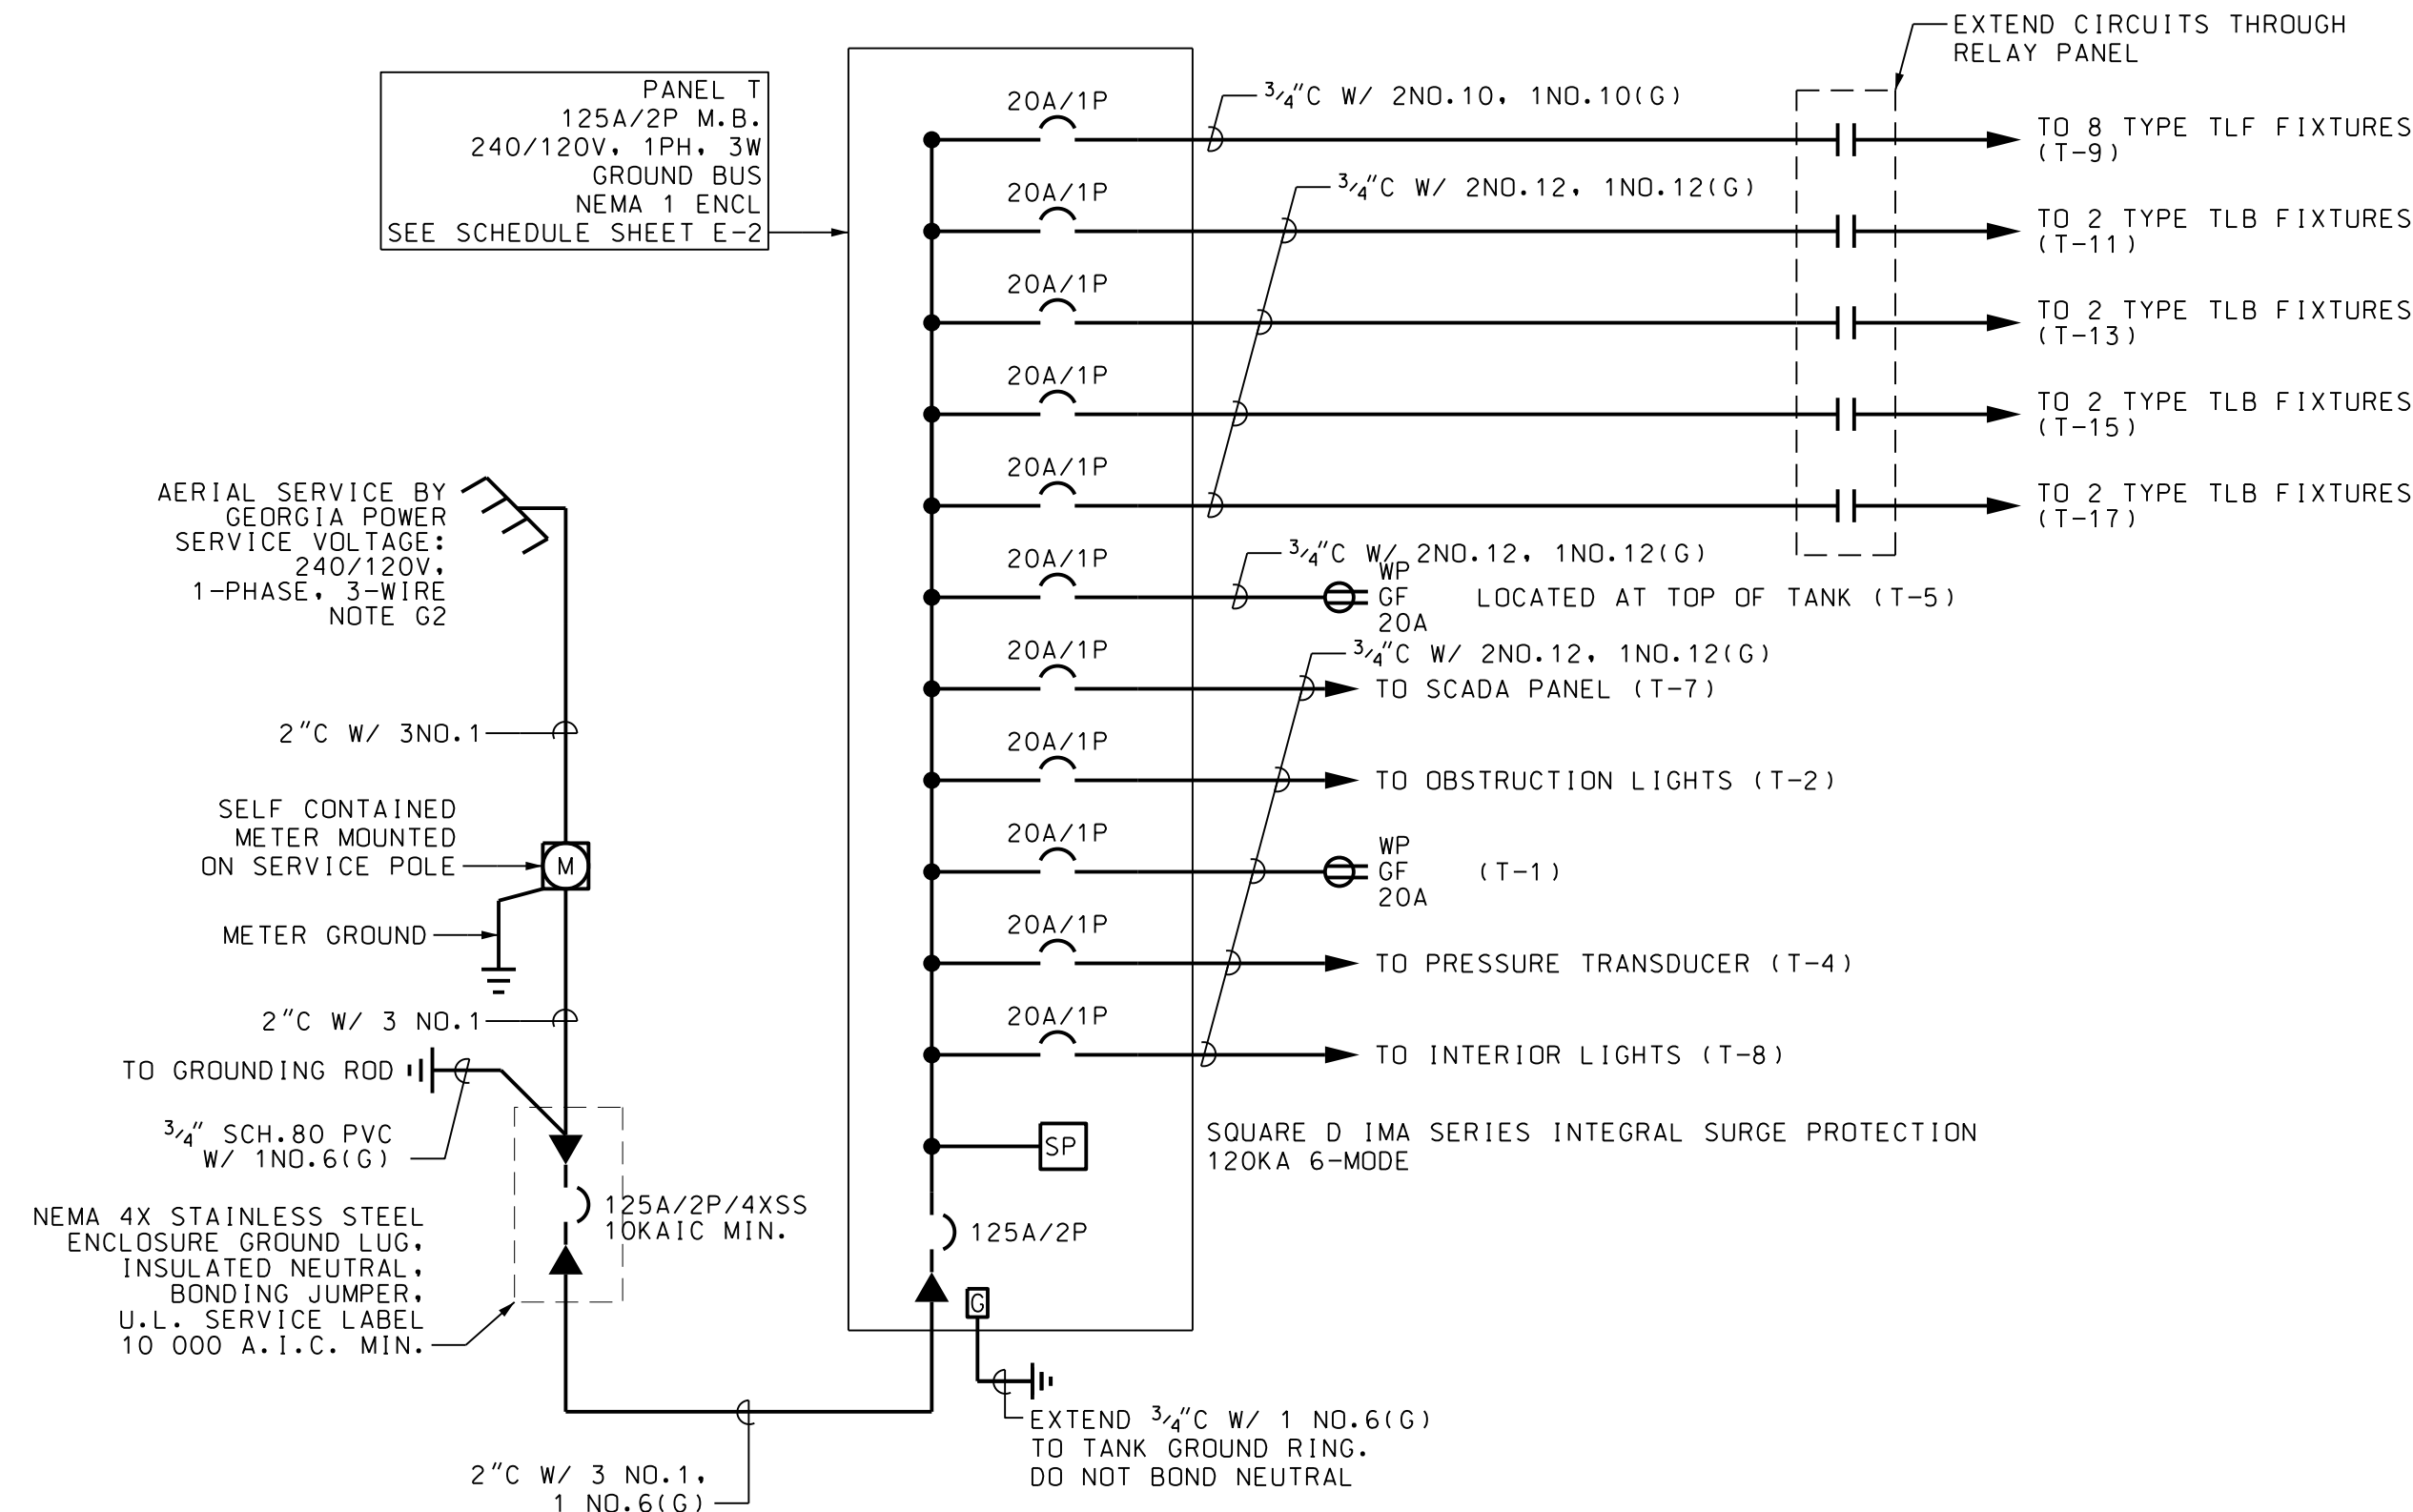 EXTEND CIRCUITS THROUGH
RELAY PANEL
PANEL T
125A/2P M.B.
240/120V, 1PH, 3W
GROUND BUS
NEMA 1 ENCL
SEE SCHEDULE SHEET E-2
20A/1P
3/4"C W/ 2NO.10, 1NO.10(G)
TO 8 TYPE TLF FIXTURES
(T-9)
20A/1P
3/4"C W/ 2NO.12, 1NO.12(G)
TO 2 TYPE TLB FIXTURES
(T-11)
20A/1P
TO 2 TYPE TLB FIXTURES
(T-13)
20A/1P
TO 2 TYPE TLB FIXTURES
(T-15)
20A/1P
TO 2 TYPE TLB FIXTURES
(T-17)
AERIAL SERVICE BY
GEORGIA POWER
SERVICE VOLTAGE:
240/120V,
1-PHASE, 3-WIRE
NOTE G2
20A/1P
3/4"C W/ 2NO.12, 1NO.12(G)
WP
GF
20A
LOCATED AT TOP OF TANK (T-5)
20A/1P
3/4"C W/ 2NO.12, 1NO.12(G)
TO SCADA PANEL (T-7)
2"C W/ 3NO.1
20A/1P
TO OBSTRUCTION LIGHTS (T-2)
SELF CONTAINED
METER MOUNTED
ON SERVICE POLE
M
20A/1P
WP
GF
20A
(T-1)
METER GROUND
20A/1P
TO PRESSURE TRANSDUCER (T-4)
2"C W/ 3 NO.1
20A/1P
TO INTERIOR LIGHTS (T-8)
TO GROUNDING ROD
3/4" SCH.80 PVC
W/ 1NO.6(G)
SP
SQUARE D IMA SERIES INTEGRAL SURGE PROTECTION
120KA 6-MODE
125A/2P/4XSS
10KAIC MIN.
125A/2P
NEMA 4X STAINLESS STEEL
ENCLOSURE GROUND LUG,
INSULATED NEUTRAL,
BONDING JUMPER,
U.L. SERVICE LABEL
10 000 A.I.C. MIN.
G
EXTEND 3/4"C W/ 1 NO.6(G)
TO TANK GROUND RING.
DO NOT BOND NEUTRAL
2"C W/ 3 NO.1,
1 NO.6(G)